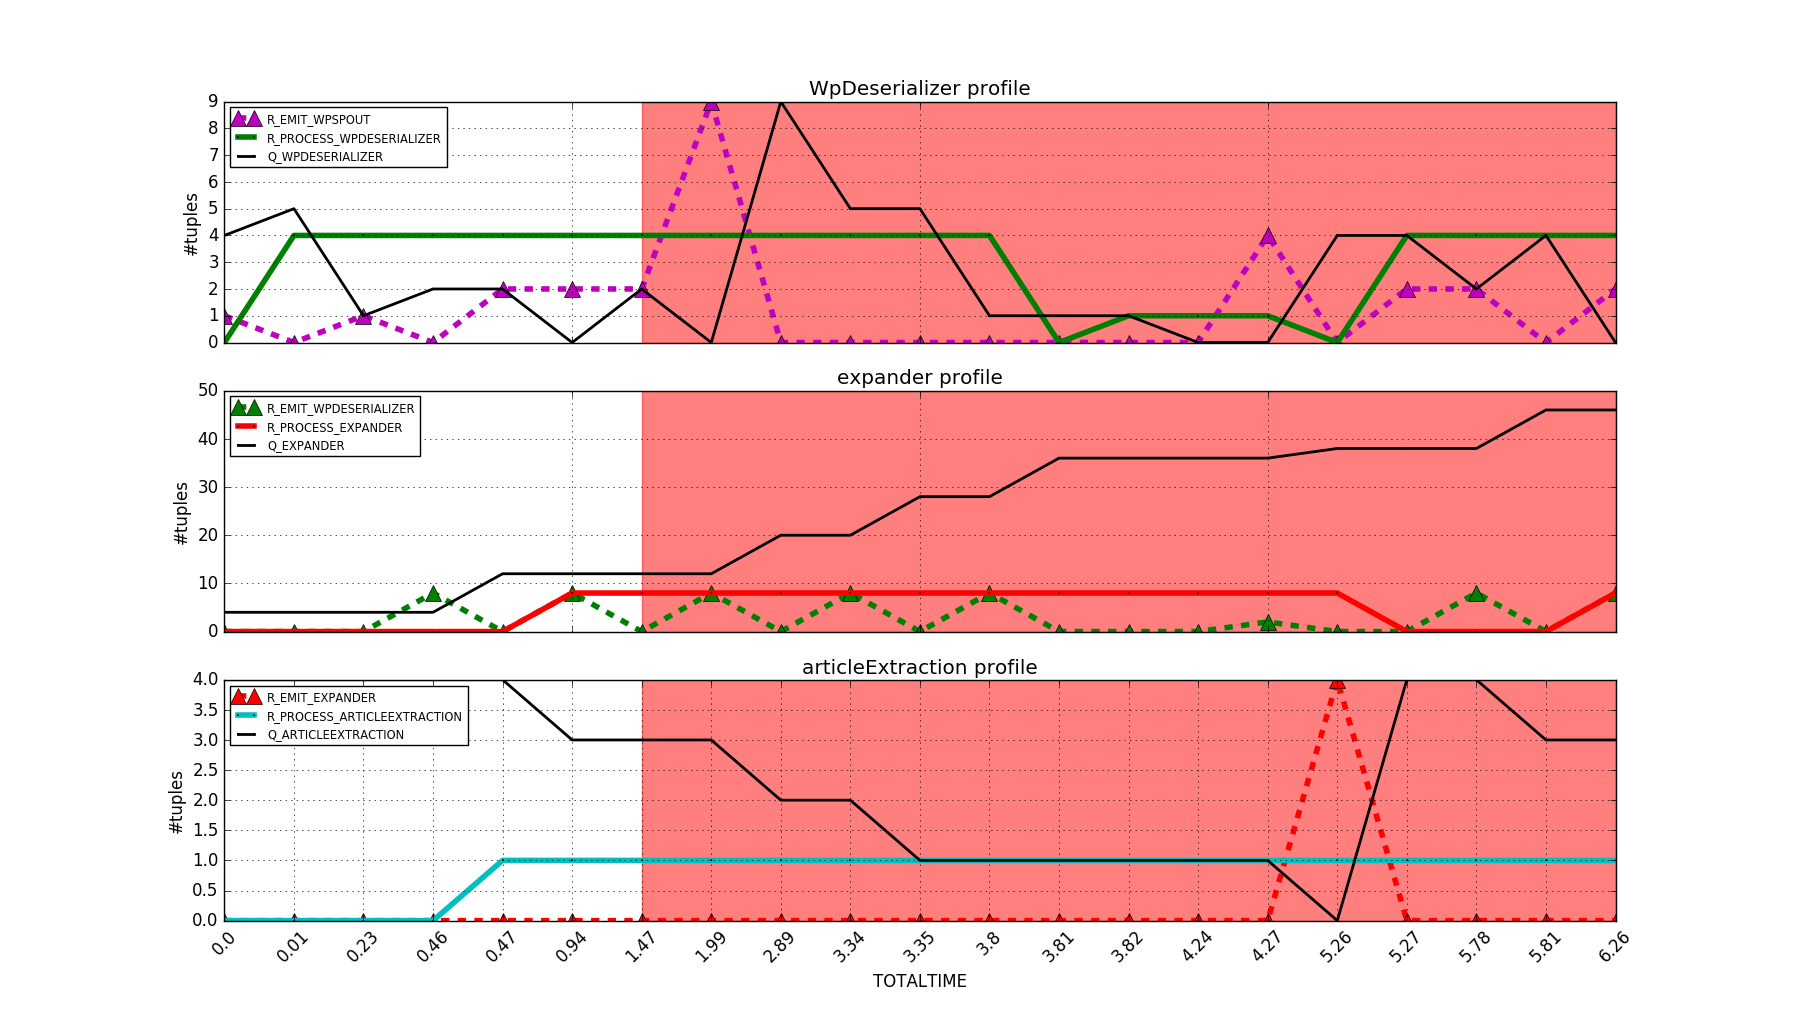 WpDeserializer profile
9
8
7
6
5
4
3
2
1
0
#tuples
R_EMIT_WPSPOUT
R_PROCESS_WPDESERIALIZER
Q_WPDESERIALIZER
expander profile
50
40
30
20
10
0
#tuples
R_EMIT_WPDESERIALIZER
R_PROCESS_EXPANDER
Q_EXPANDER
articleExtraction profile
4.0
3.5
3.0
2.5
2.0
1.5
1.0
0.5
0.0
#tuples
R_EMIT_EXPANDER
R_PROCESS_ARTICLEEXTRACTION
Q_ARTICLEEXTRACTION
0.0 0.01 0.23 0.46 0.47 0.94 1.47 1.99 2.89 3.34 3.35 3.8 3.81 3.82 4.24 4.27 5.26 5.27 5.78 5.81 6.26
TOTALTIME